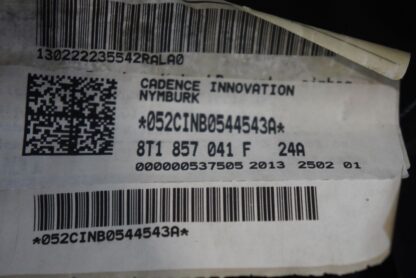 130222235542RALA0
CADENCE INNOVATION
NYMBURK
*052CINB0544543A*
8T1 857 041 F 24A
000000537505 2013 2502 01
*052CINB0544543A*